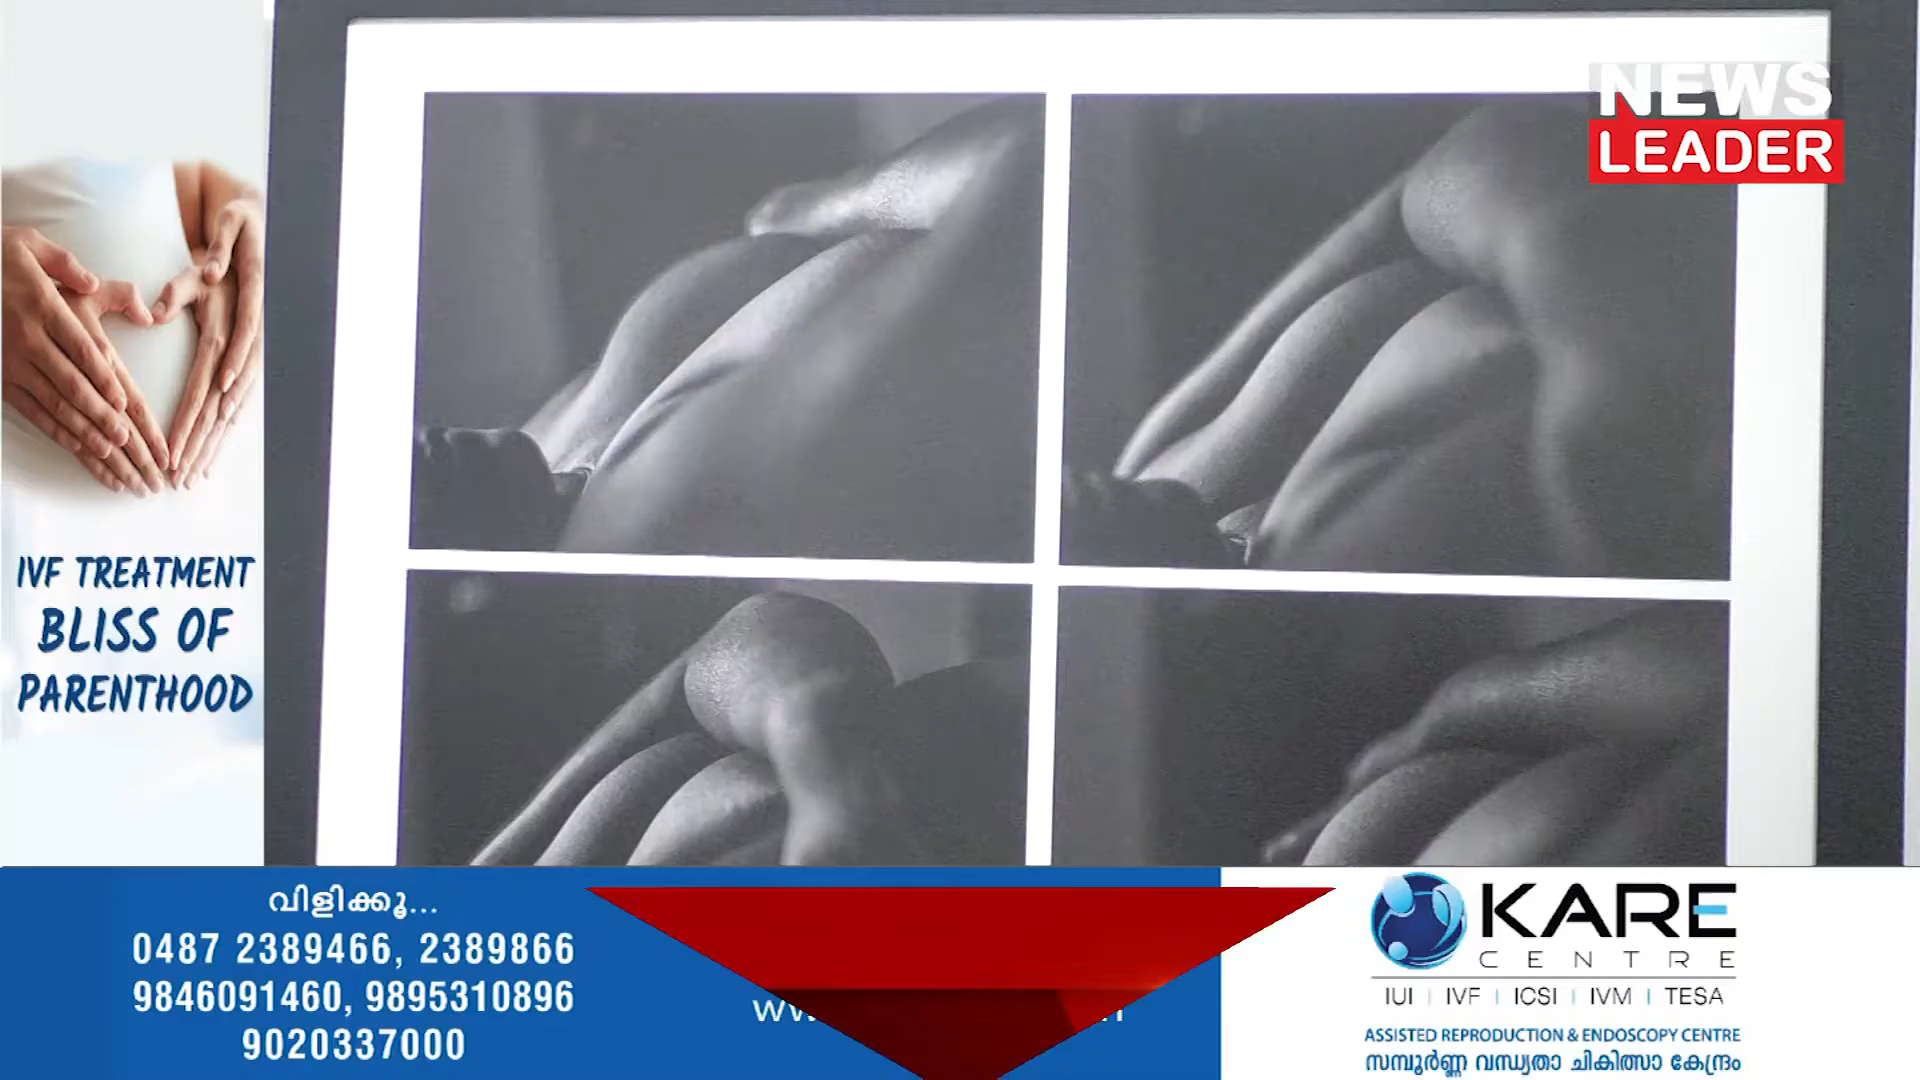 NEWS
LEADER
IVF TREATMENT
BLISS OF
PARENTHOOD
വിളിക്കൂ...
0487 2389466, 2389866
9846091460, 9895310896
9020337000
KARE
CENTRE
IUI | IVF | ICSI | IVM | TESA
ASSISTED REPRODUCTION & ENDOSCOPY CENTRE
സമ്പൂർണ്ണ വന്ധ്യതാ ചികിത്സാ കേന്ദ്രം